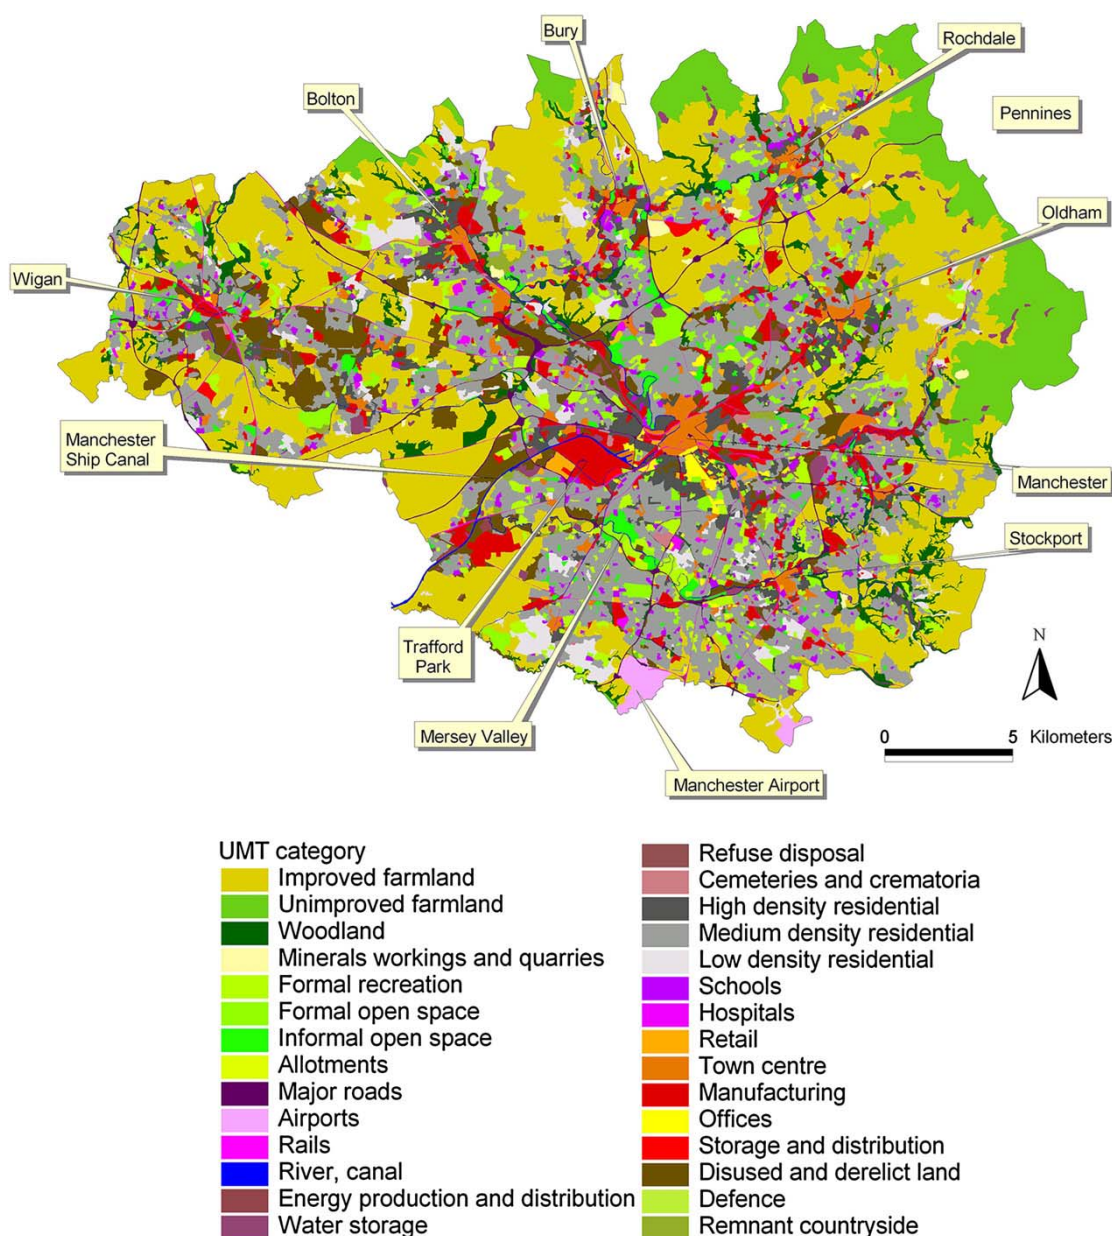 Bury
Rochdale
Bolton
Pennines
Oldham
Wigan
Manchester
Ship Canal
Manchester
Stockport
Trafford
Park
N
Mersey Valley
0 5 Kilometers
Manchester Airport
UMT category
Improved farmland
Unimproved farmland
Woodland
Minerals workings and quarries
Formal recreation
Formal open space
Informal open space
Allotments
Major roads
Airports
Rails
River, canal
Energy production and distribution
Water storage
Refuse disposal
Cemeteries and crematoria
High density residential
Medium density residential
Low density residential
Schools
Hospitals
Retail
Town centre
Manufacturing
Offices
Storage and distribution
Disused and derelict land
Defence
Remnant countryside